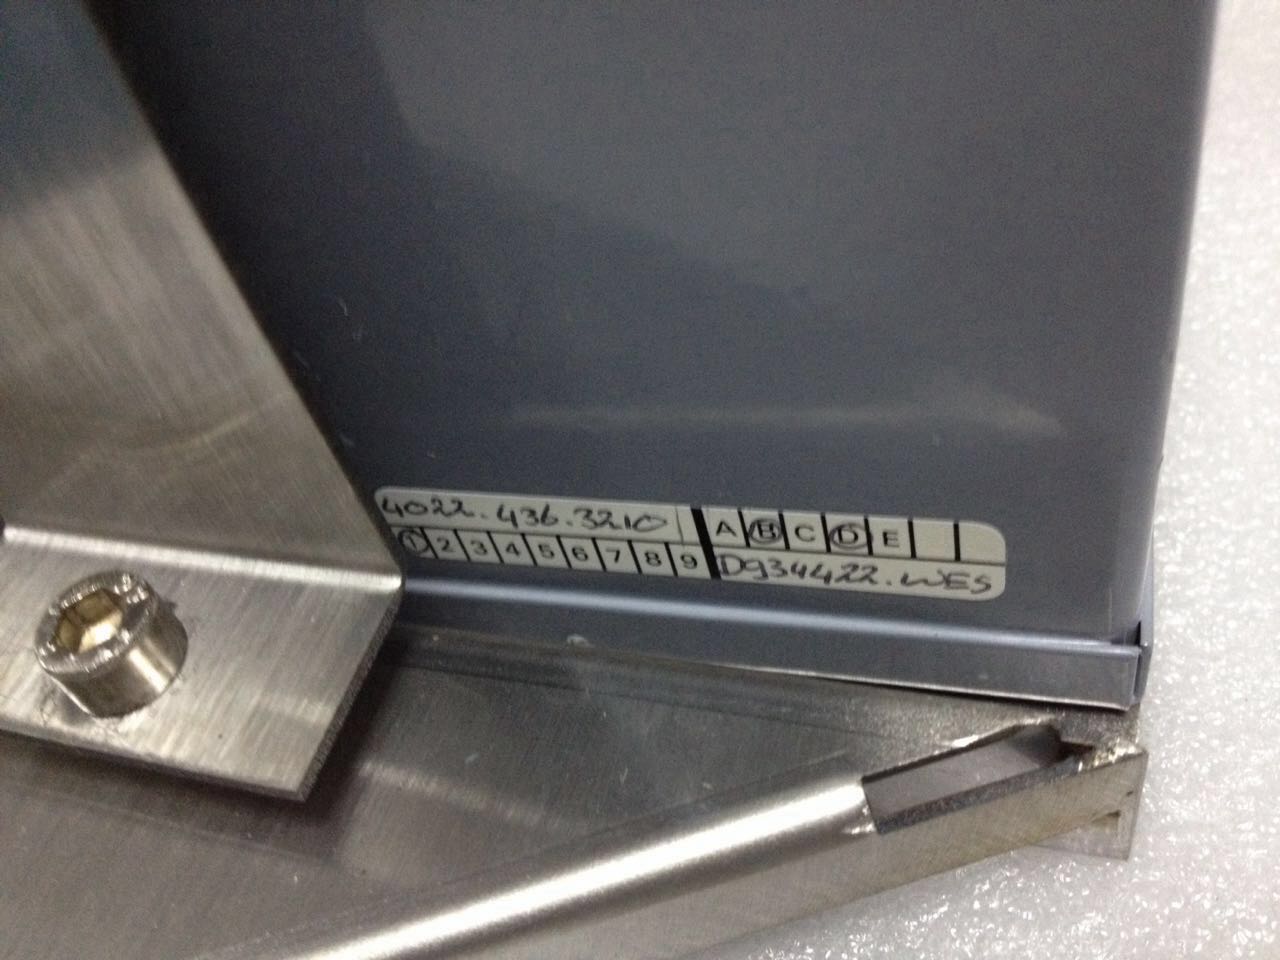 4022.436.3210 A B C D E
1 2 3 4 5 6 7 8 9 D934422.WES